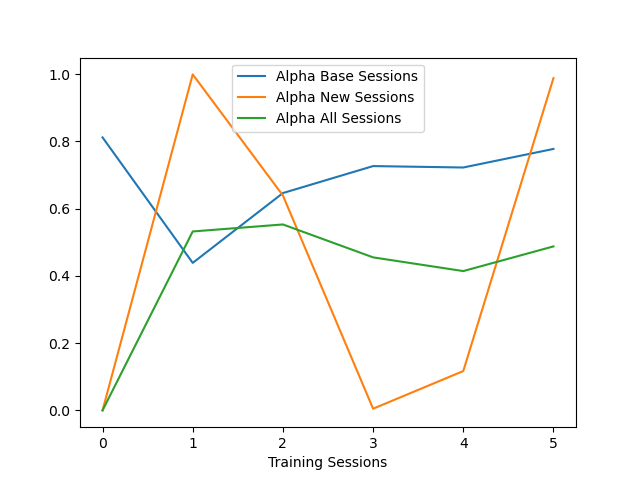 Alpha Base Sessions
Alpha New Sessions
Alpha All Sessions
1.0
0.8
0.6
0.4
0.2
0.0
0 1 2 3 4 5
Training Sessions